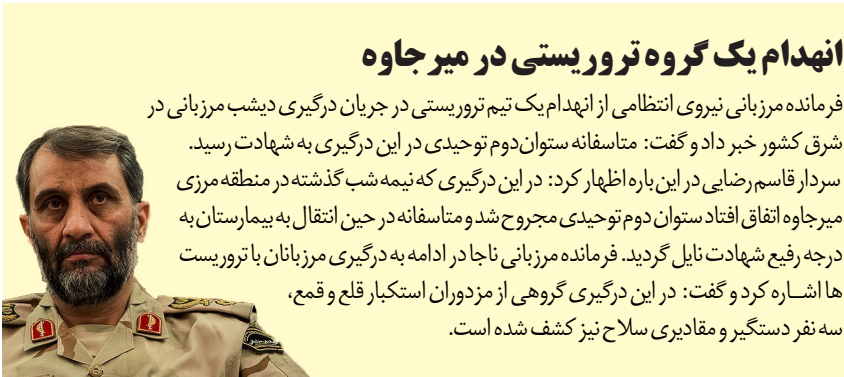 انهدام یک گروه تروریستی در میرجاوه
فرمانده مرزبانی نیروی انتظامی از انهدام یک تیم تروریستی در جریان درگیری دیشب مرزبانی در
شرق کشور خبر داد و گفت: متاسفانه ستوان‌دوم توحیدی در این درگیری به شهادت رسید.
سردار قاسم رضایی در این باره اظهار کرد: در این درگیری که نیمه شب گذشته در منطقه مرزی
میرجاوه اتفاق افتاد ستوان دوم توحیدی مجروح شد و متاسفانه در حین انتقال به بیمارستان به
درجه رفیع شهادت نایل گردید. فرمانده مرزبانی ناجا در ادامه به درگیری مرزبانان با تروریست
ها اشاره کرد و گفت: در این درگیری گروهی از مزدوران استکبار قلع و قمع،
سه نفر دستگیر و مقادیری سلاح نیز کشف شده است.